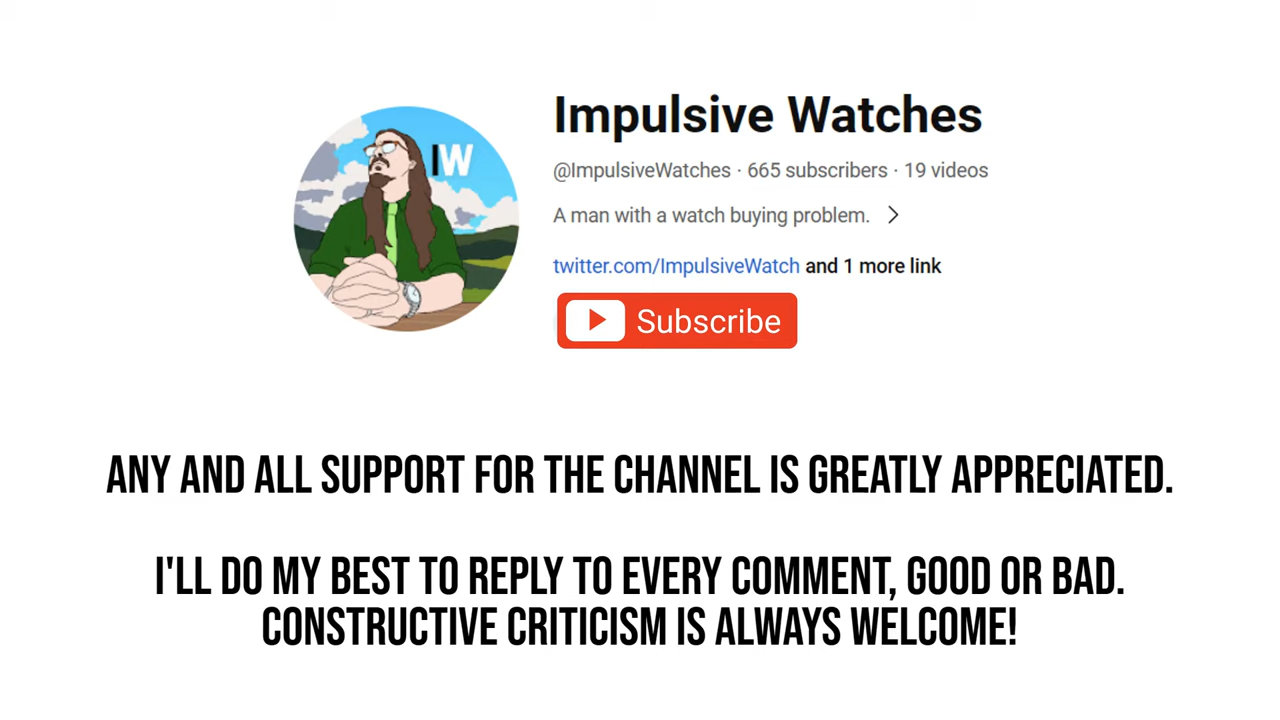 Impulsive Watches
IW
@ImpulsiveWatches · 665 subscribers · 19 videos
A man with a watch buying problem.
twitter.com/ImpulsiveWatch and 1 more link
Subscribe
ANY AND ALL SUPPORT FOR THE CHANNEL IS GREATLY APPRECIATED.
I'LL DO MY BEST TO REPLY TO EVERY COMMENT, GOOD OR BAD.
CONSTRUCTIVE CRITICISM IS ALWAYS WELCOME!